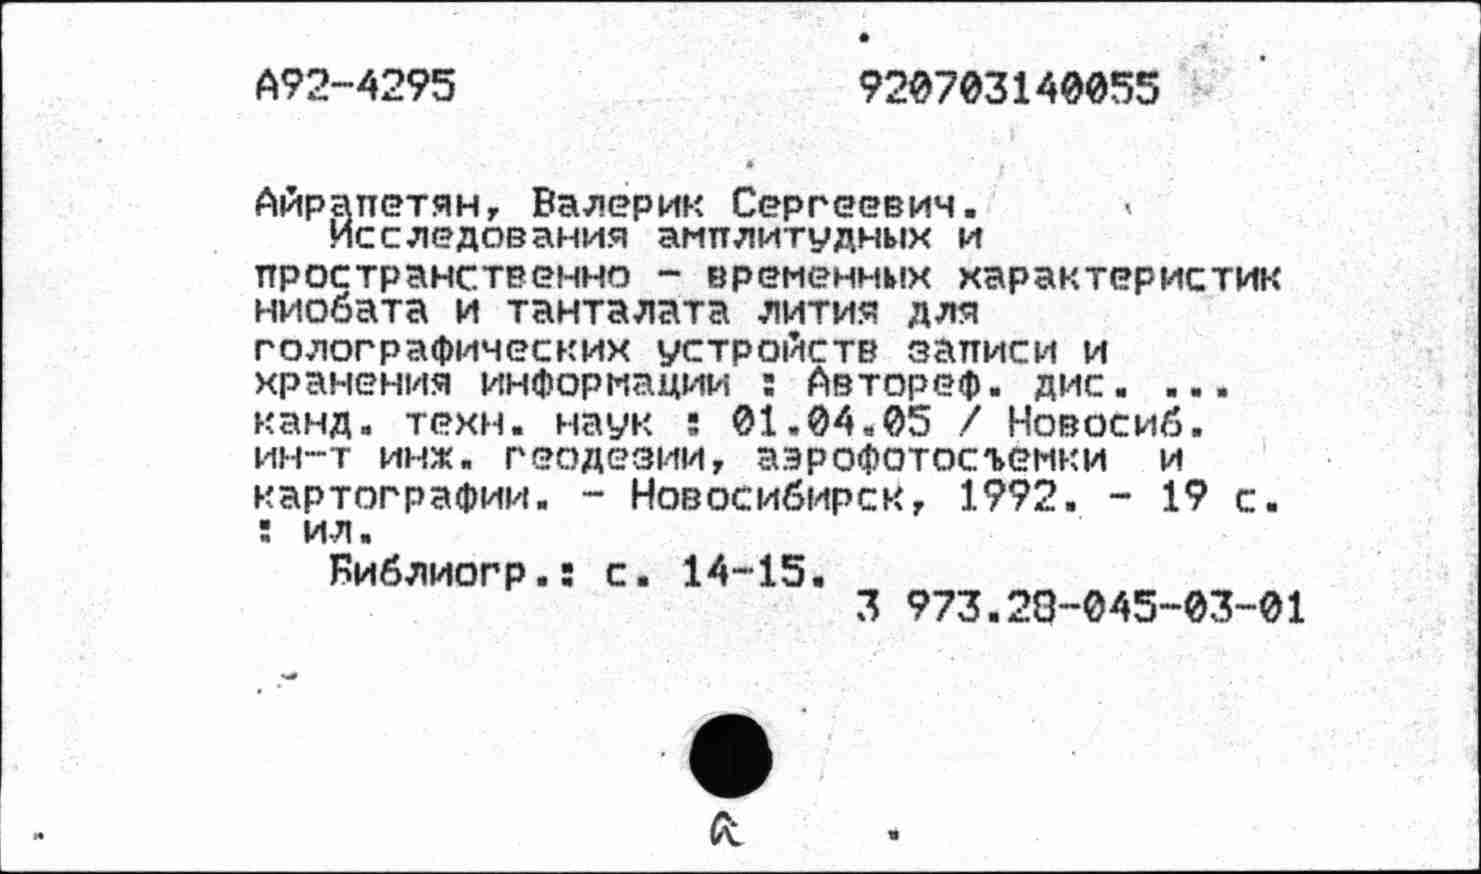 А92-4295 920703140055
Айрапетян, Валерик Сергеевич.
Исследования амплитудных и
пространственно - временных характеристик
ниобата и танталата лития для
голографических устройств записи и
хранения информации : Автореф. дис. ...
канд. техн. наук : 01.04.05 / Новосиб.
ин-т инж. геодезии, аэрофотосъемки и
картографии. - Новосибирск, 1992. - 19 с.
: ил.
Библиогр.: с. 14-15.
3 973.28-045-03-01